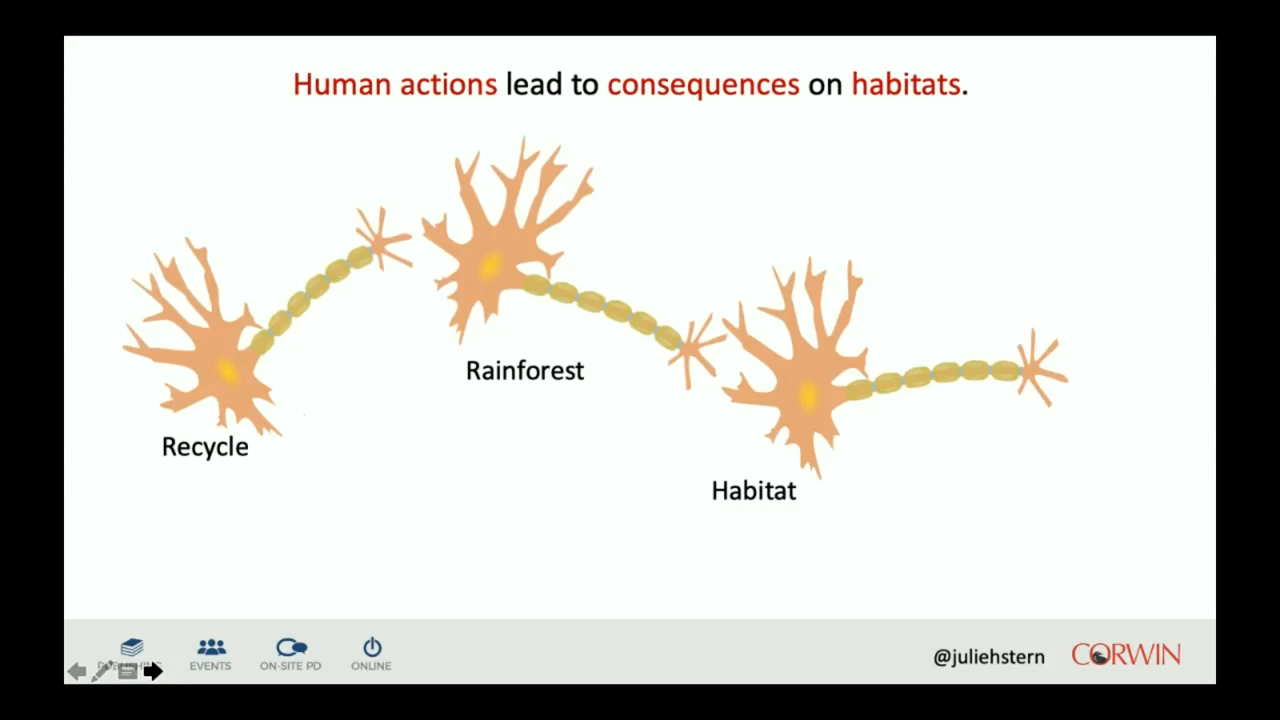 Human actions lead to consequences on habitats.
Rainforest
Recycle
Habitat
EVENTS
ON-SITE PD
ONLINE
@juliehstern
CORWIN